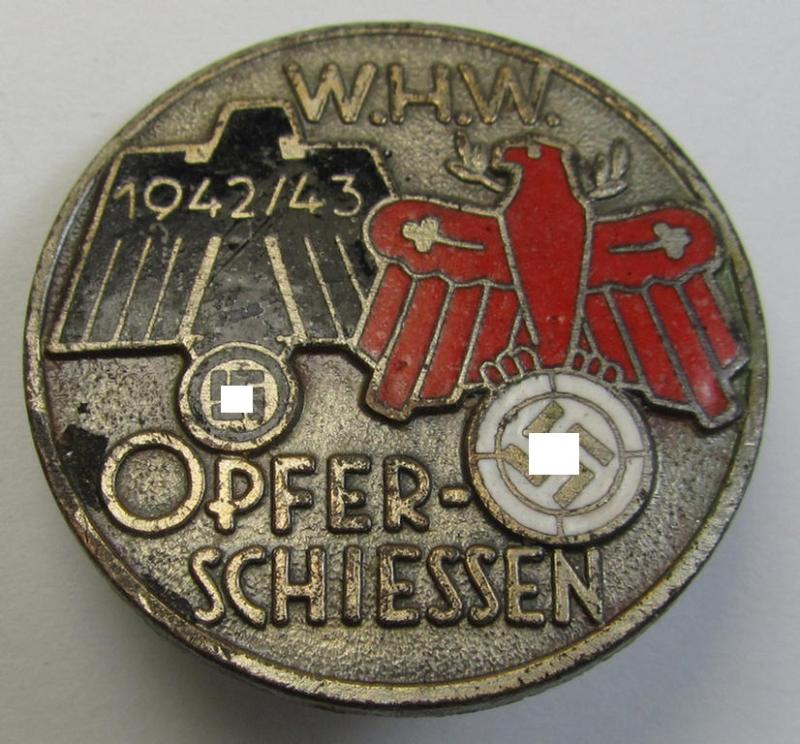 W.H.W.
1942/43
OPFER-
SCHIESSEN